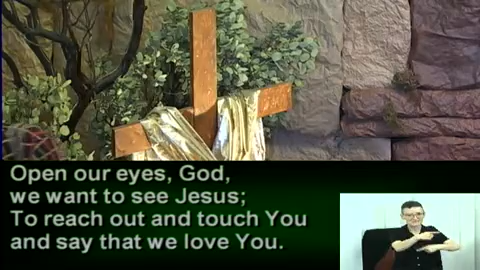 Open our eyes, God,
we want to see Jesus;
To reach out and touch You
and say that we love You.